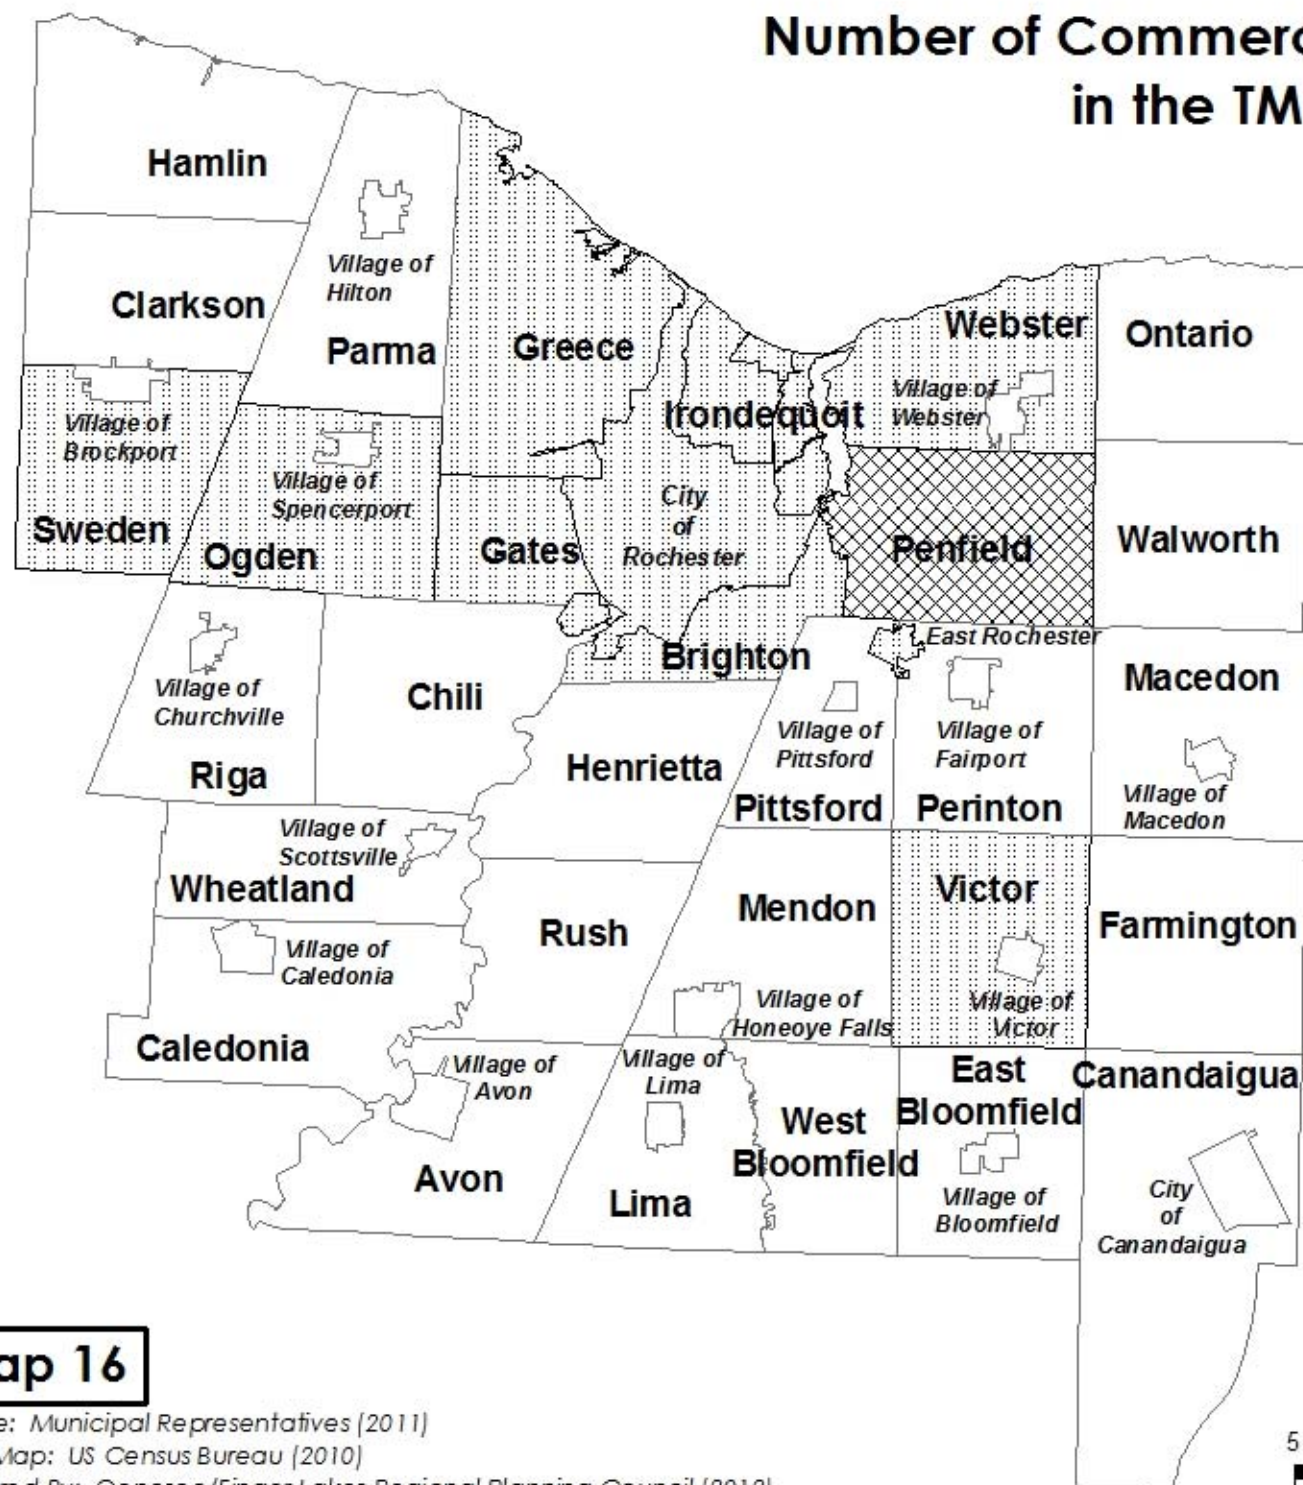 Number of Commerc
in the TM
Hamlin
Village of
Hilton
Clarkson
Parma
Greece
Webster
Ontario
Village of
Webster
Irondequoit
Village of
Brockport
Village of
Spencerport
City
of
Rochester
Sweden
Ogden
Gates
Penfield
Walworth
East Rochester
Brighton
Macedon
Village of
Churchville
Chili
Village of
Pittsford
Village of
Fairport
Riga
Henrietta
Pittsford
Perinton
Village of
Macedon
Village of
Scottsville
Wheatland
Victor
Mendon
Farmington
Rush
Village of
Caledonia
Village of
Honeoye Falls
Village of
Victor
Caledonia
Village of
Avon
Village of
Lima
East
Bloomfield
Canandaigua
West
Bloomfield
Avon
Lima
Village of
Bloomfield
City
of
Canandaigua
ap 16
e: Municipal Representatives (2011)
Map: US Census Bureau (2010)
5